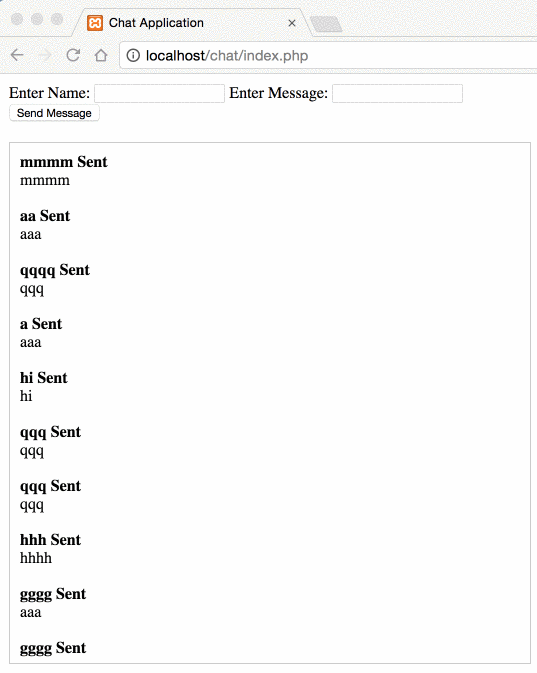 Chat Application
localhost/chat/index.php
Enter Name: Enter Message:
Send Message
mmmm Sent
mmmm
aa Sent
aaa
qqqq Sent
qqq
a Sent
aaa
hi Sent
hi
qqq Sent
qqq
qqq Sent
qqq
hhh Sent
hhhh
gggg Sent
aaa
gggg Sent